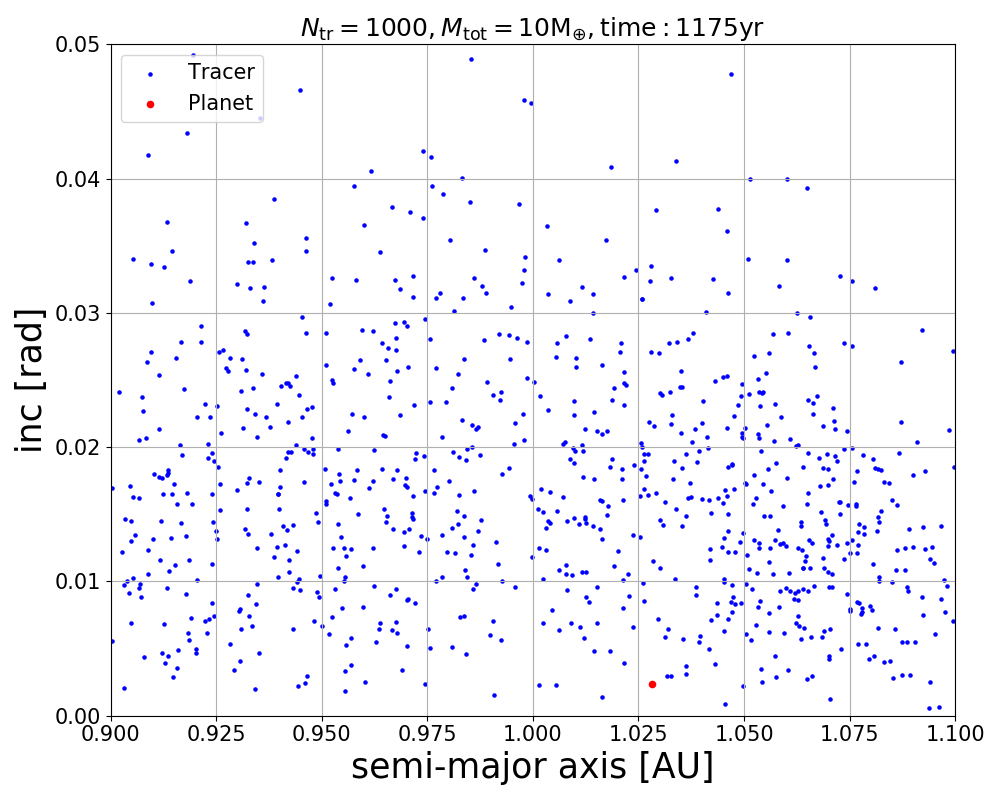 N_tr = 1000, M_tot = 10M_⊕, time : 1175yr
Tracer
Planet
inc [rad]
0.05
0.04
0.03
0.02
0.01
0.00
0.900 0.925 0.950 0.975 1.000 1.025 1.050 1.075 1.100
semi-major axis [AU]